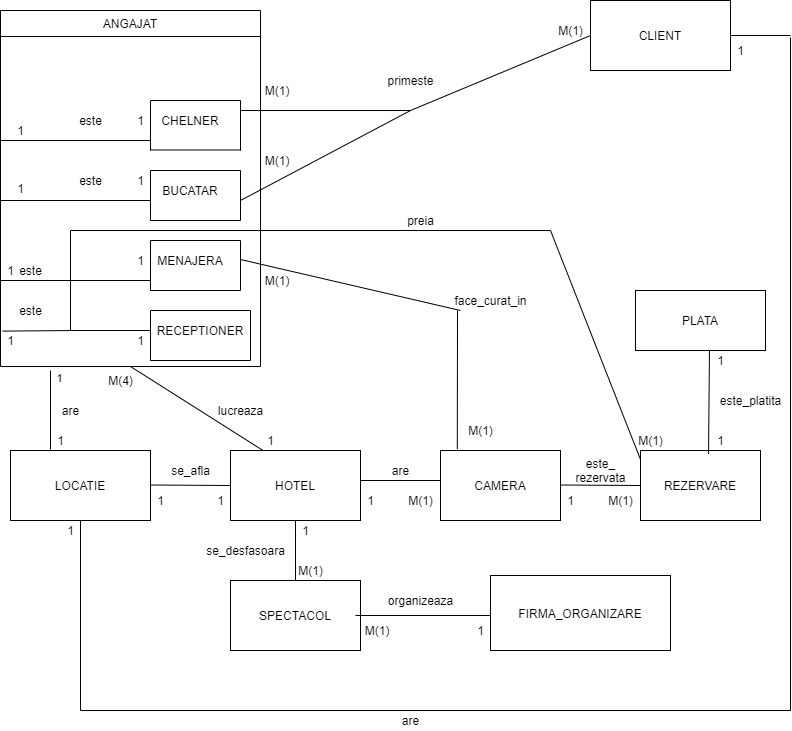 ANGAJAT
CLIENT
M(1)
1
primeste
M(1)
este
1
CHELNER
1
M(1)
este
1
BUCATAR
1
preia
1
MENAJERA
1 este
M(1)
face_curat_in
este
RECEPTIONER
1
1
PLATA
1
este_platita
1
M(4)
are
lucreaza
1
1
M(1)
M(1)
1
LOCATIE
se_afla
1
1
HOTEL
are
1
M(1)
CAMERA
este_
rezervata
1
M(1)
REZERVARE
1
1
se_desfasoara
M(1)
SPECTACOL
organizeaza
M(1)
1
FIRMA_ORGANIZARE
are